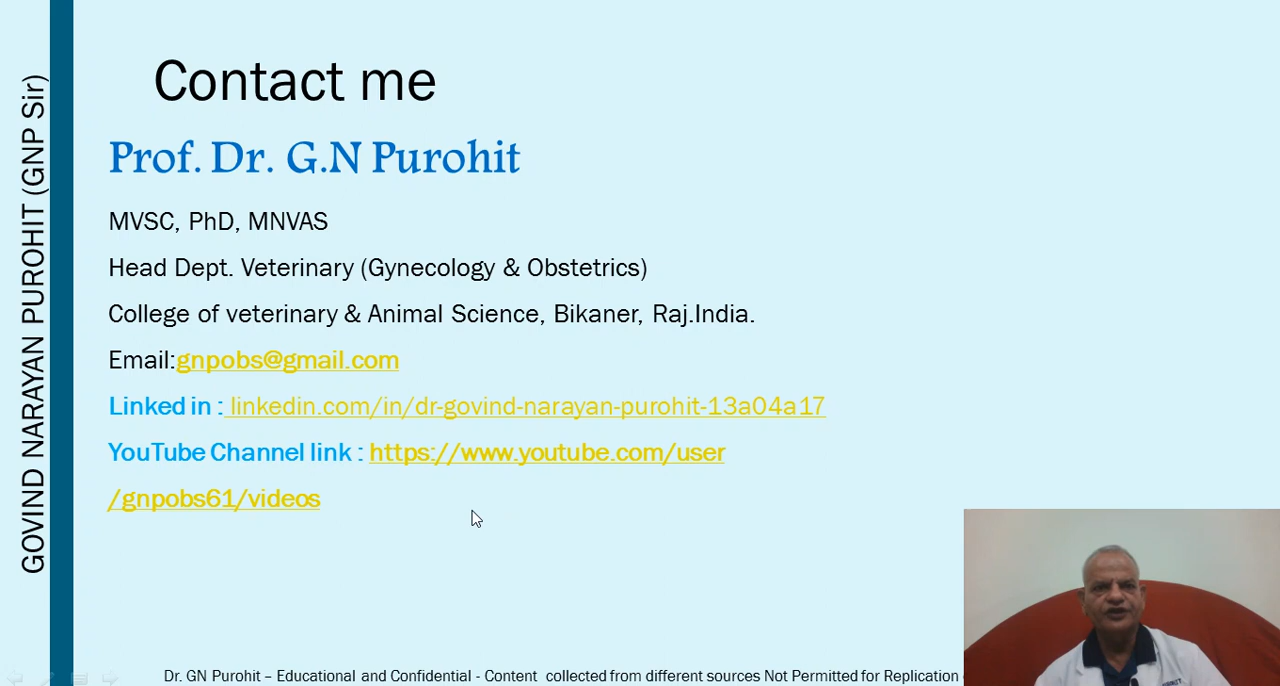 GOVIND NARAYAN PUROHIT (GNP Sir)
Contact me
Prof. Dr. G.N Purohit
MVSC, PhD, MNVAS
Head Dept. Veterinary (Gynecology & Obstetrics)
College of veterinary & Animal Science, Bikaner, Raj.India.
Email:gnpobs@gmail.com
Linked in : linkedin.com/in/dr-govind-narayan-purohit-13a04a17
YouTube Channel link : https://www.youtube.com/user
/gnpobs61/videos
Dr. GN Purohit – Educational and Confidential - Content collected from different sources Not Permitted for Replication